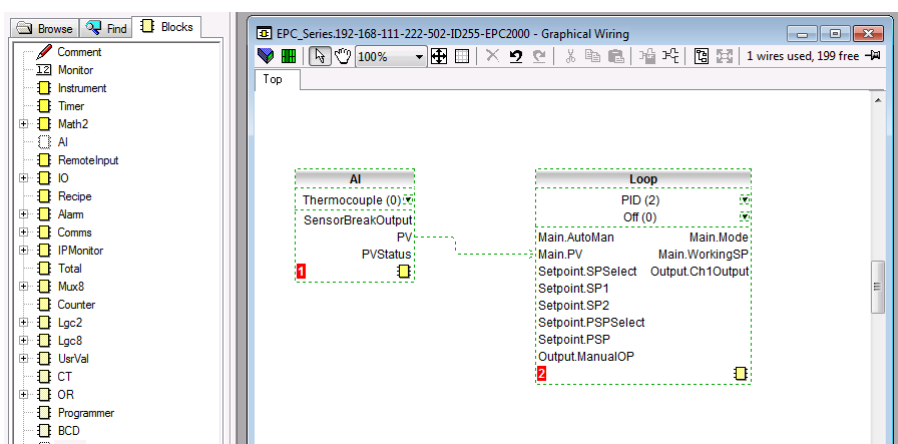 Browse Find Blocks
Comment
Monitor
Instrument
Timer
Math2
AI
RemoteInput
IO
Recipe
Alarm
Comms
IPMonitor
Total
Mux8
Counter
Lgc2
Lgc8
UsrVal
CT
OR
Programmer
BCD
EPC_Series.192-168-111-222-502-ID255-EPC2000 - Graphical Wiring
100% 1 wires used, 199 free
Top
AI
Thermocouple (0)
SensorBreakOutput
PV
PVStatus
1
Loop
PID (2)
Off (0)
Main.AutoMan Main.Mode
Main.PV Main.WorkingSP
Setpoint.SPSelect Output.Ch1Output
Setpoint.SP1
Setpoint.SP2
Setpoint.PSPSelect
Setpoint.PSP
Output.ManualOP
2